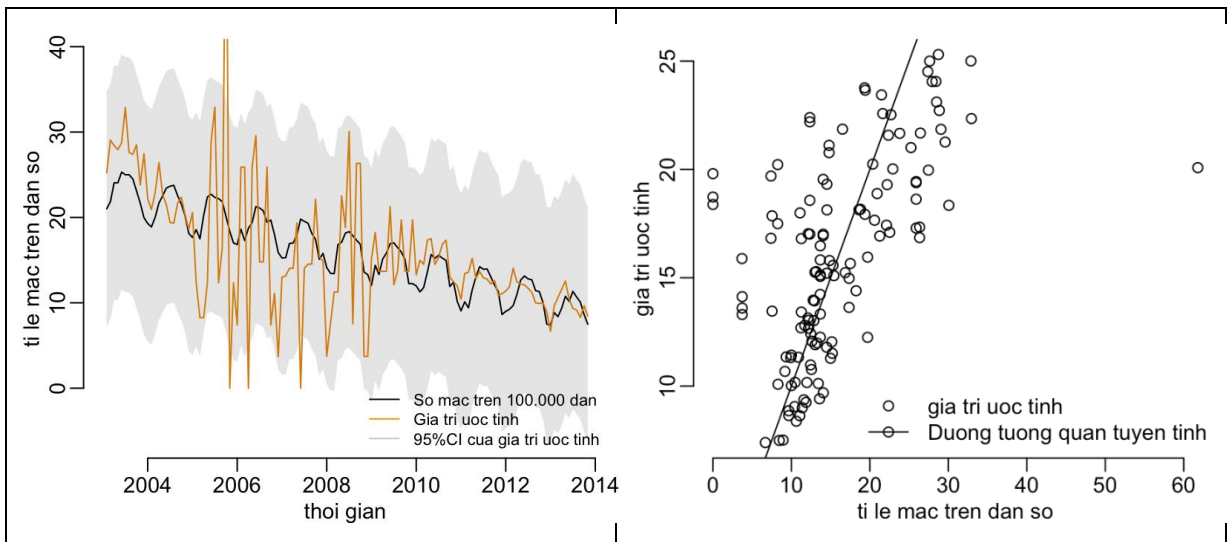 ti le mac tren dan so
40
30
20
10
0
So mac tren 100.000 dan
Gia tri uoc tinh
95%CI cua gia tri uoc tinh
2004 2006 2008 2010 2012 2014
thoi gian
gia tri uoc tinh
25
20
15
10
gia tri uoc tinh
Duong tuong quan tuyen tinh
0 10 20 30 40 50 60
ti le mac tren dan so